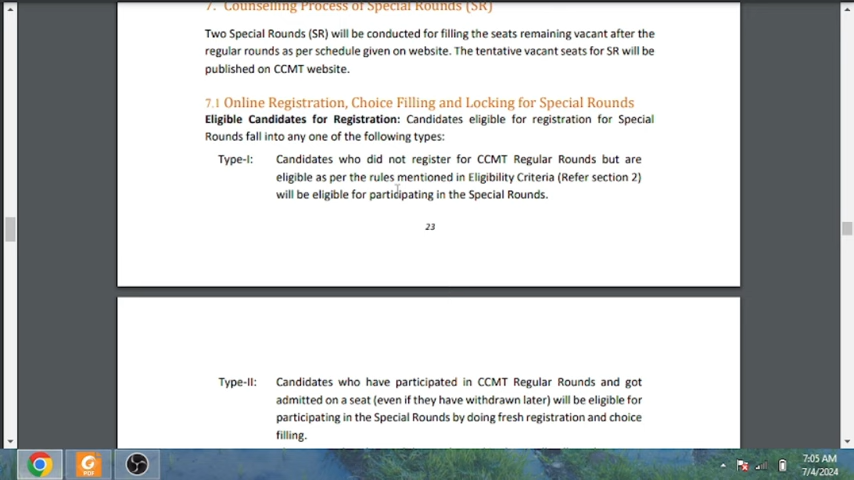 7. Counselling Process of Special Rounds (SR)
Two Special Rounds (SR) will be conducted for filling the seats remaining vacant after the
regular rounds as per schedule given on website. The tentative vacant seats for SR will be
published on CCMT website.
7.1 Online Registration, Choice Filling and Locking for Special Rounds
Eligible Candidates for Registration: Candidates eligible for registration for Special
Rounds fall into any one of the following types:
Type-I: Candidates who did not register for CCMT Regular Rounds but are
eligible as per the rules mentioned in Eligibility Criteria (Refer section 2)
will be eligible for participating in the Special Rounds.
23
Type-II: Candidates who have participated in CCMT Regular Rounds and got
admitted on a seat (even if they have withdrawn later) will be eligible for
participating in the Special Rounds by doing fresh registration and choice
filling.
PDF
7:05 AM
7/4/2024